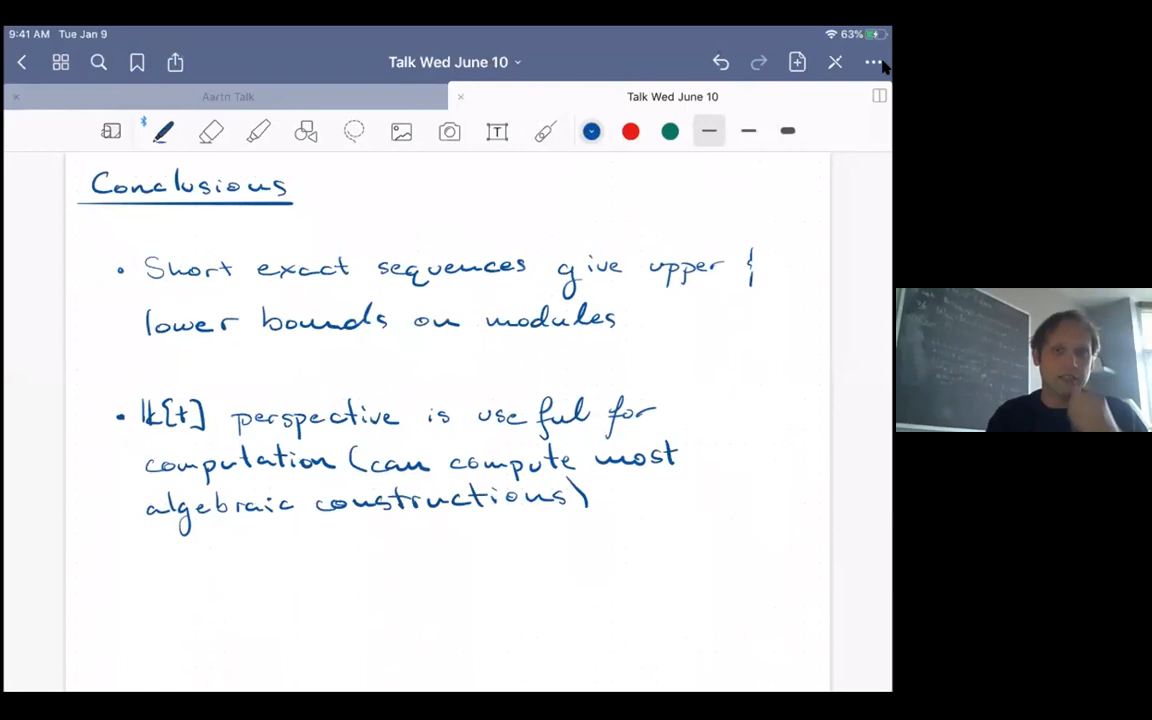 9:41 AM Tue Jan 9
63%
Talk Wed June 10
Aartn Talk
Talk Wed June 10
T
Conclusions
• Short exact sequences give upper &
lower bounds on modules
• 𝕜[t] perspective is useful for
computation (can compute most
algebraic constructions)